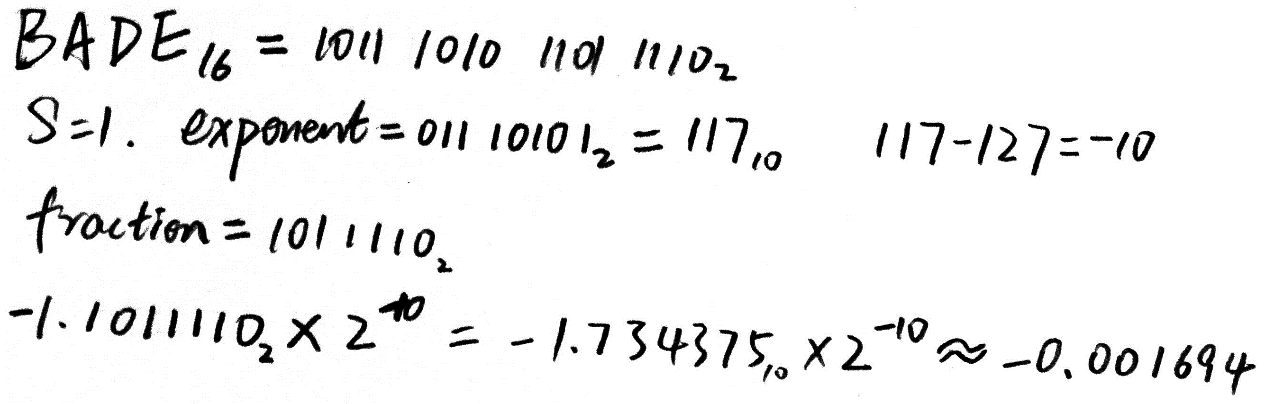 BADE₁₆ = 1011 1010 1101 1110₂
S=1. exponent = 011 10101₂ = 117₁₀ 117-127=-10
fraction = 1011110₂
-1.1011110₂ × 2⁻¹⁰ = -1.734375₁₀ × 2⁻¹⁰ ≈ -0.001694